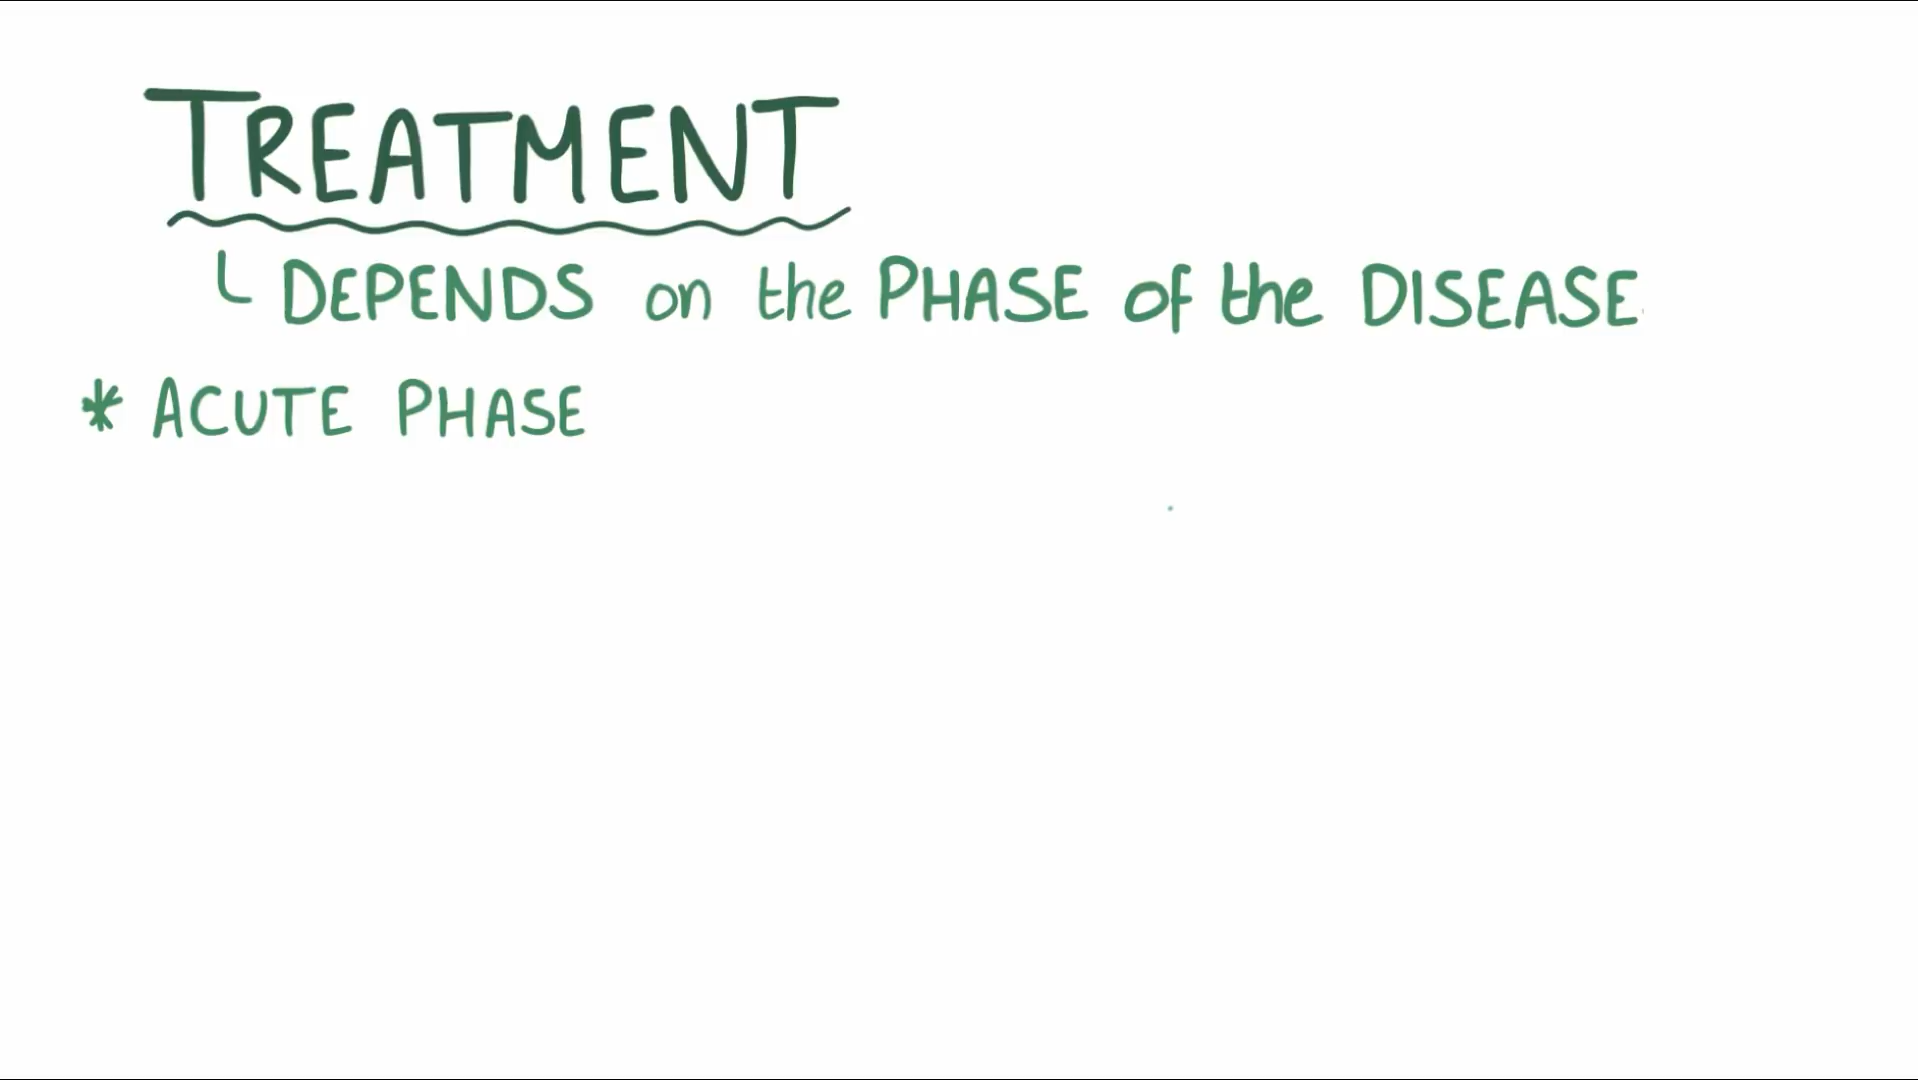 TREATMENT
DEPENDS on the PHASE of the DISEASE
* ACUTE PHASE